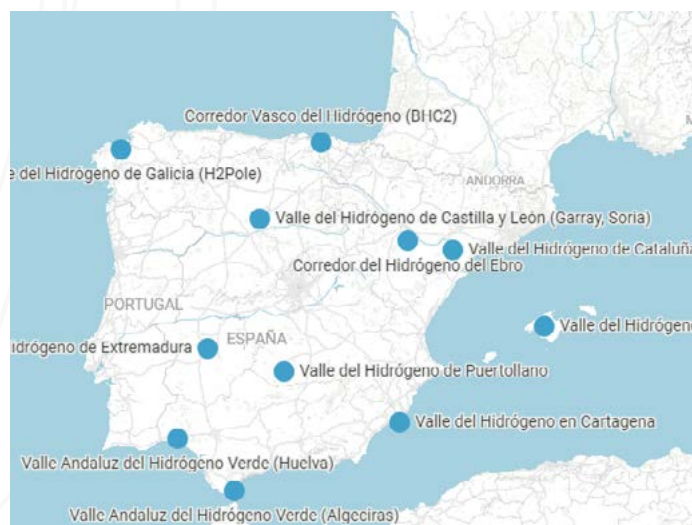 Corredor Vasco del Hidrógeno (BHC2)
e del Hidrógeno de Galicia (H2Pole)
ANDORRA
M
Valle del Hidrógeno de Castilla y León (Garray, Soria)
Valle del Hidrógeno de Cataluña
Corredor del Hidrógeno del Ebro
PORTUGAL
ESPAÑA
Valle del Hidrógeno
idrógeno de Extremadura
Valle del Hidrógeno de Puertollano
Valle del Hidrógeno en Cartagena
Valle Andaluz del Hidrógeno Verde (Huelva)
Valle Andaluz del Hidrógeno Verde (Algeciras)